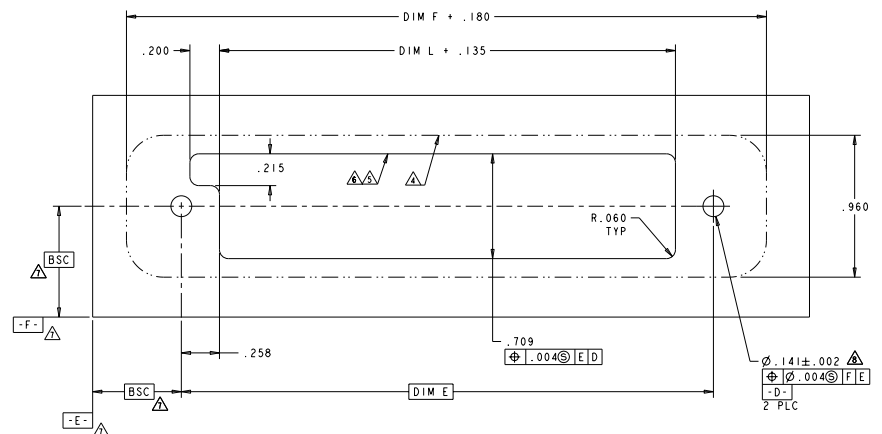 DIM F + .180
.200
DIM L + .135
.215
6 5
4
R.060
TYP
.960
BSC
7
-F-
7
.258
.709
⌖ .004Ⓢ E D
Ø.141±.002 8
⌖ Ø.004Ⓢ F E
-D-
2 PLC
BSC
7
DIM E
-E-
7